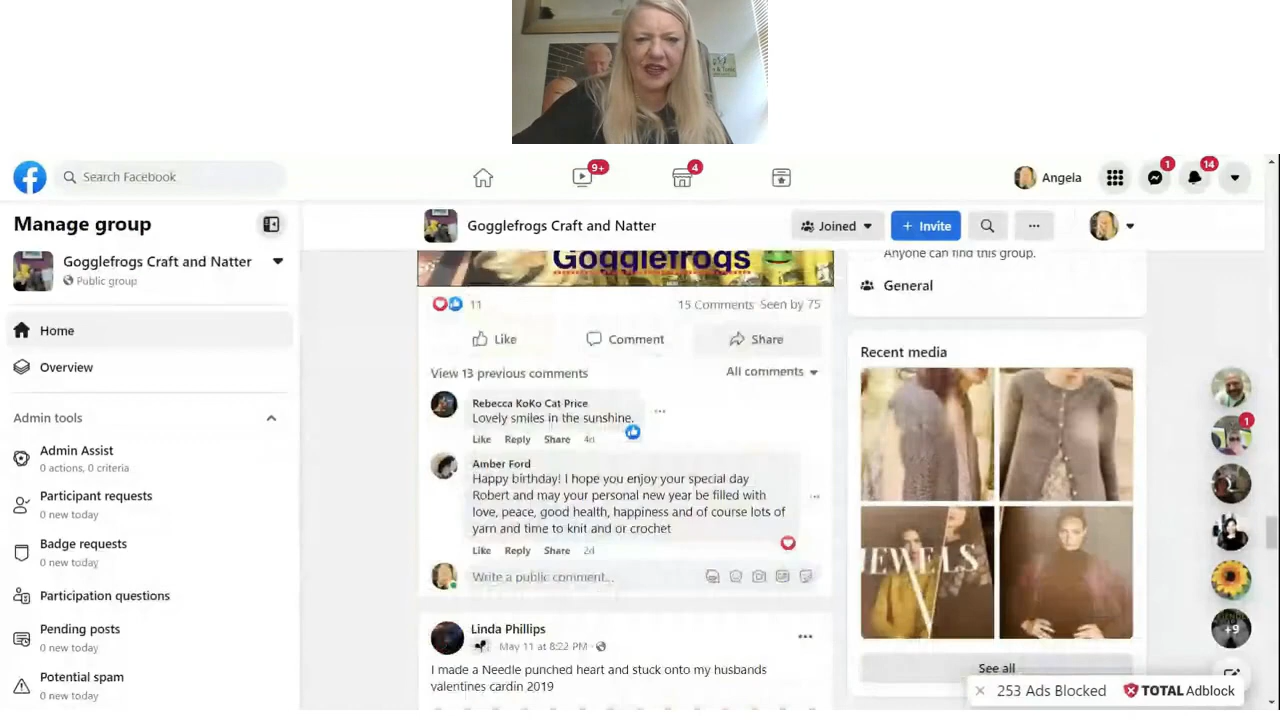 Search Facebook
9+
4
Angela
1
14
Manage group
Gogglefrogs Craft and Natter
Joined
+ Invite
Gogglefrogs Craft and Natter
Public group
Home
Overview
Admin tools
Admin Assist
0 actions, 0 criteria
Participant requests
0 new today
Badge requests
0 new today
Participation questions
Pending posts
0 new today
Potential spam
0 new today
Gogglefrogs
11
15 Comments Seen by 75
Like
Comment
Share
View 13 previous comments
All comments
Rebecca KoKo Cat Price
Lovely smiles in the sunshine.
Like Reply Share 4d
Amber Ford
Happy birthday! I hope you enjoy your special day
Robert and may your personal new year be filled with
love, peace, good health, happiness and of course lots of
yarn and time to knit and or crochet
Like Reply Share 2d
Write a public comment...
Linda Phillips
May 11 at 8:22 PM
I made a Needle punched heart and stuck onto my husbands
valentines cardin 2019
Anyone can find this group.
General
Recent media
JEWELS
See all
1
+9
253 Ads Blocked
TOTAL Adblock